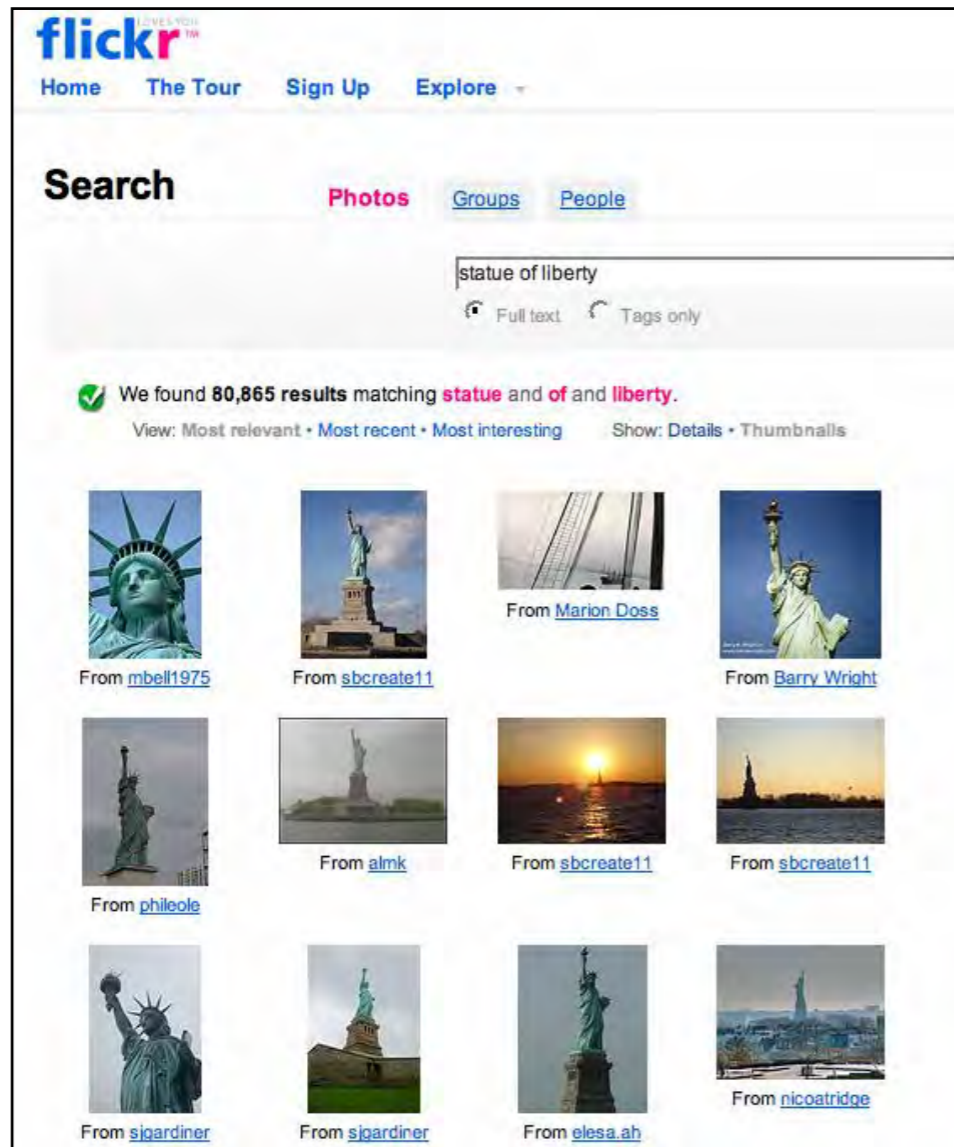 LOVES YOU
flickr™
Home The Tour Sign Up Explore
Search Photos Groups People
statue of liberty
Full text Tags only
We found 80,865 results matching statue and of and liberty.
View: Most relevant • Most recent • Most interesting Show: Details • Thumbnails
From mbell1975 From sbcreate11 From Marion Doss From Barry Wright
From phileole From almk From sbcreate11 From sbcreate11
From sjgardiner From sjgardiner From elesa.ah From nicoatridge